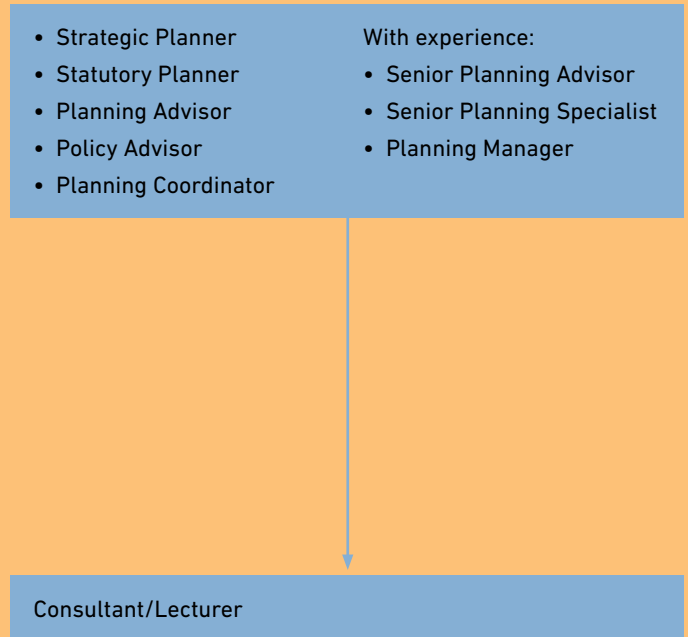 • Strategic Planner
• Statutory Planner
• Planning Advisor
• Policy Advisor
• Planning Coordinator
With experience:
• Senior Planning Advisor
• Senior Planning Specialist
• Planning Manager
Consultant/Lecturer